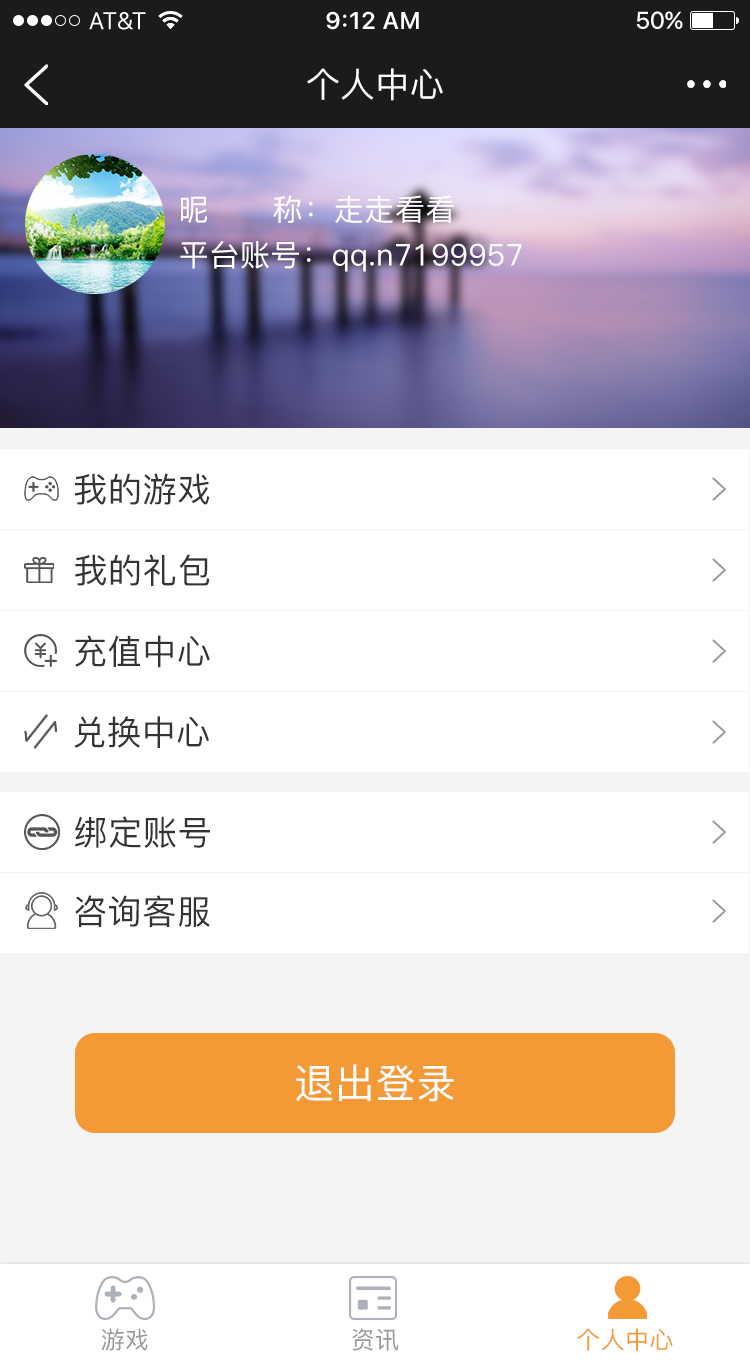 AT&T 9:12 AM 50%
个人中心
昵 称：走走看看
平台账号：qq.n7199957
我的游戏
我的礼包
充值中心
兑换中心
绑定账号
咨询客服
退出登录
游戏 资讯 个人中心